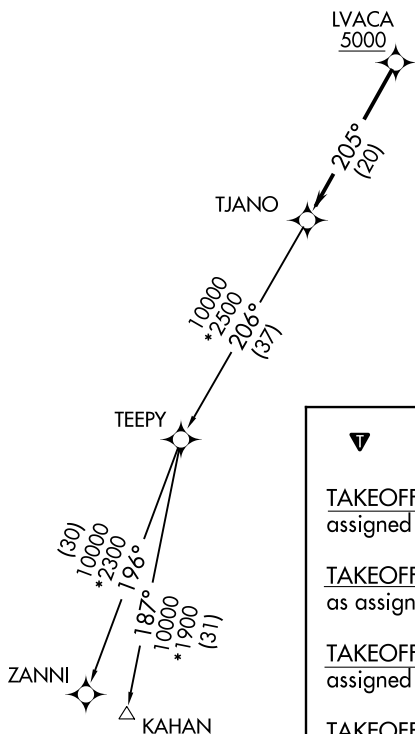 LVACA
5000
205°
(20)
TJANO
10000
*2500
206°
(37)
TEEPY
(30)
10000
*2300
196°
187°
10000
*1900
(31)
ZANNI
KAHAN
T
TAKEOFF
assigned
TAKEOFF
as assign
TAKEOFF
assigned
TAKEOFF